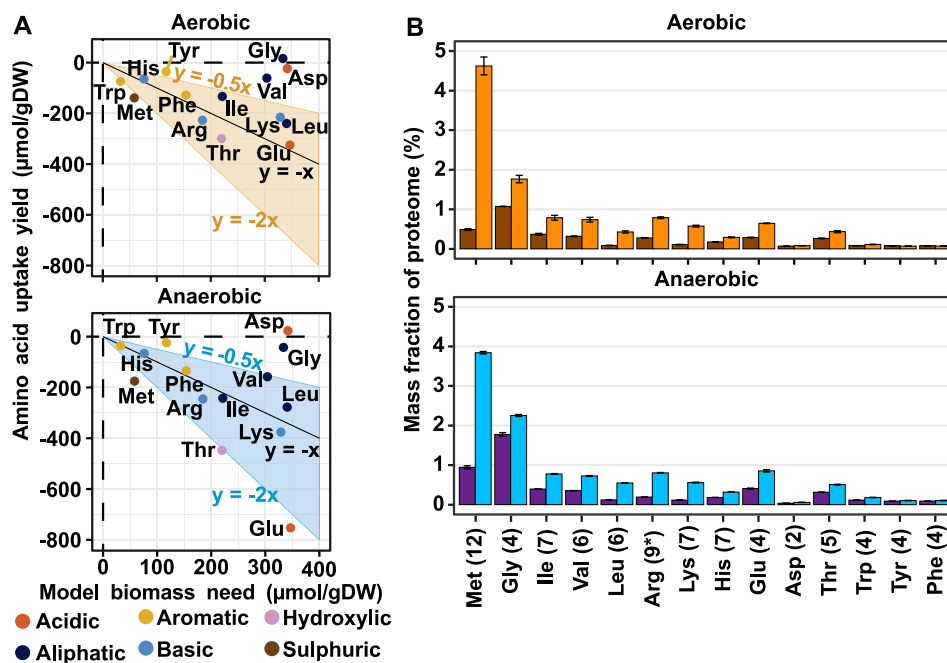 A
Aerobic
Amino acid uptake yield (µmol/gDW)
0
-200
-400
-600
-800
Tyr
Gly
His
y = -0.5x
Asp
Val
Trp
Met
Phe
Ile
Arg
Lys
Leu
Thr
Glu
y = -x
y = -2x
Anaerobic
0
-200
-400
-600
-800
Trp
Tyr
Asp
y = -0.5x
Gly
His
Val
Met
Phe
Leu
Arg
Ile
Lys
Thr
y = -x
y = -2x
Glu
0 100 200 300 400
Model biomass need (µmol/gDW)
Acidic
Aromatic
Hydroxylic
Aliphatic
Basic
Sulphuric
B
Aerobic
Mass fraction of proteome (%)
5
4
3
2
1
0
Anaerobic
5
4
3
2
1
0
Met (12)
Gly (4)
Ile (7)
Val (6)
Leu (6)
Arg (9*)
Lys (7)
His (7)
Glu (4)
Asp (2)
Thr (5)
Trp (4)
Tyr (4)
Phe (4)